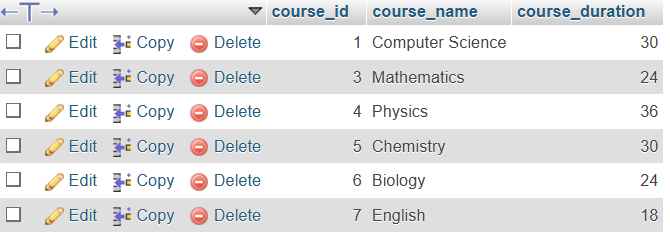 course_id course_name course_duration
Edit Copy Delete 1 Computer Science 30
Edit Copy Delete 3 Mathematics 24
Edit Copy Delete 4 Physics 36
Edit Copy Delete 5 Chemistry 30
Edit Copy Delete 6 Biology 24
Edit Copy Delete 7 English 18